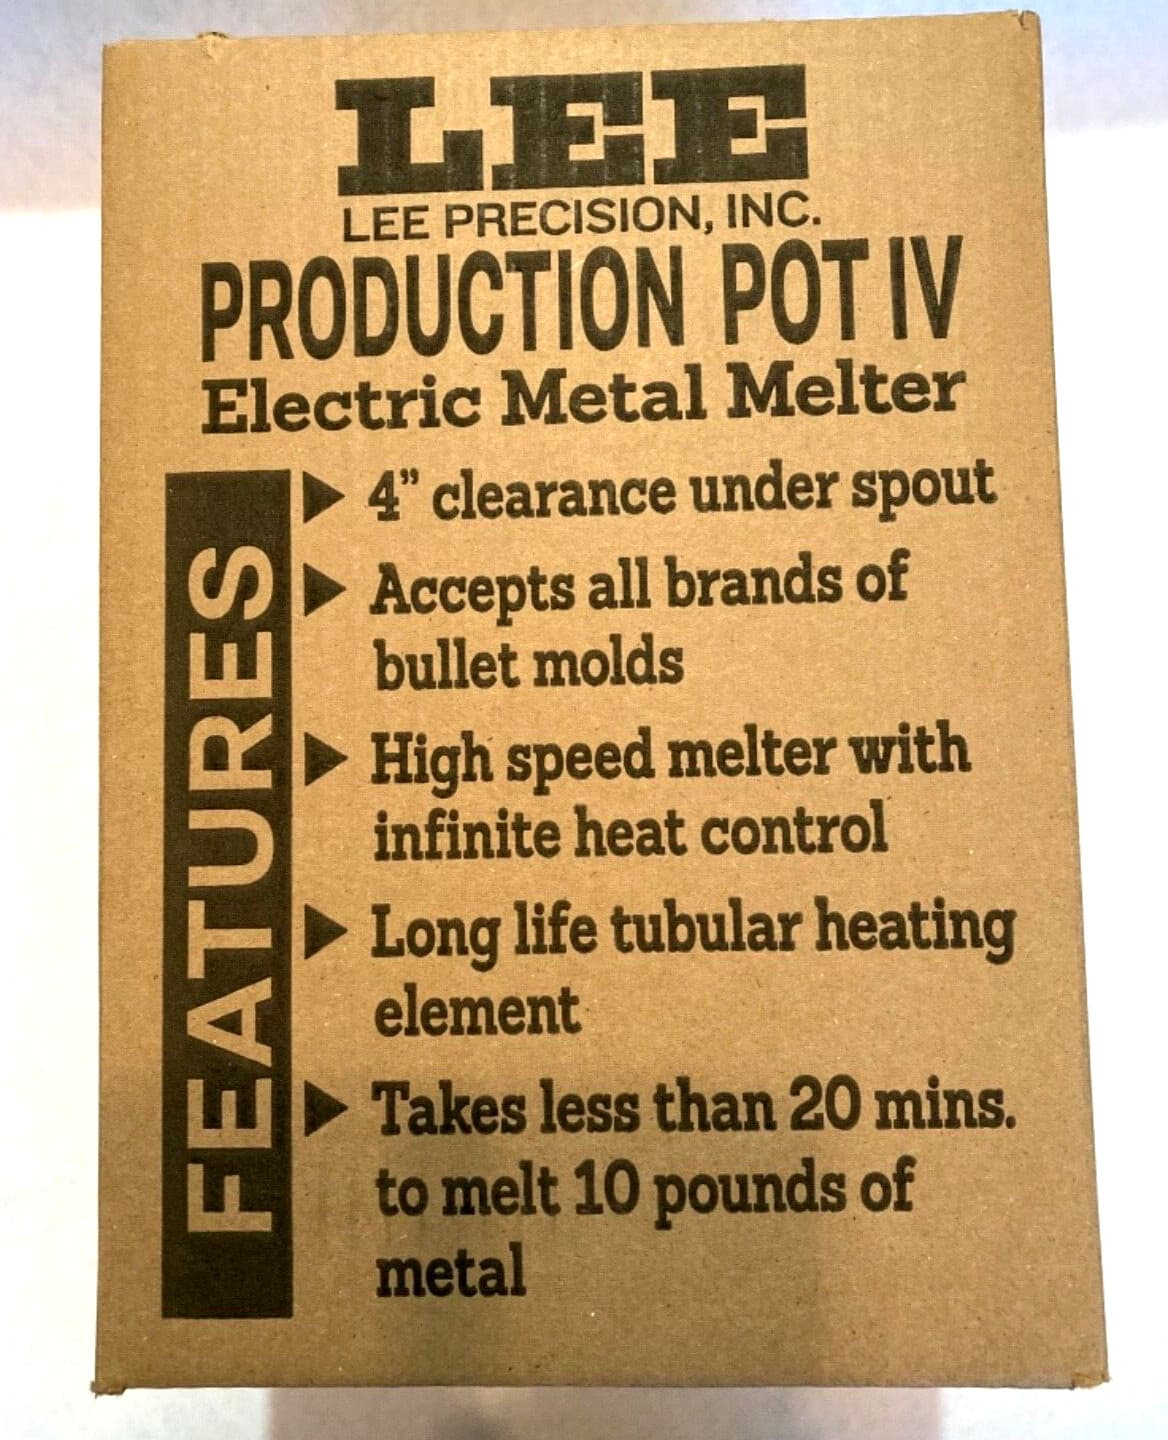 LEE
LEE PRECISION, INC.
PRODUCTION POT IV
Electric Metal Melter
FEATURES
4” clearance under spout
Accepts all brands of
bullet molds
High speed melter with
infinite heat control
Long life tubular heating
element
Takes less than 20 mins.
to melt 10 pounds of
metal